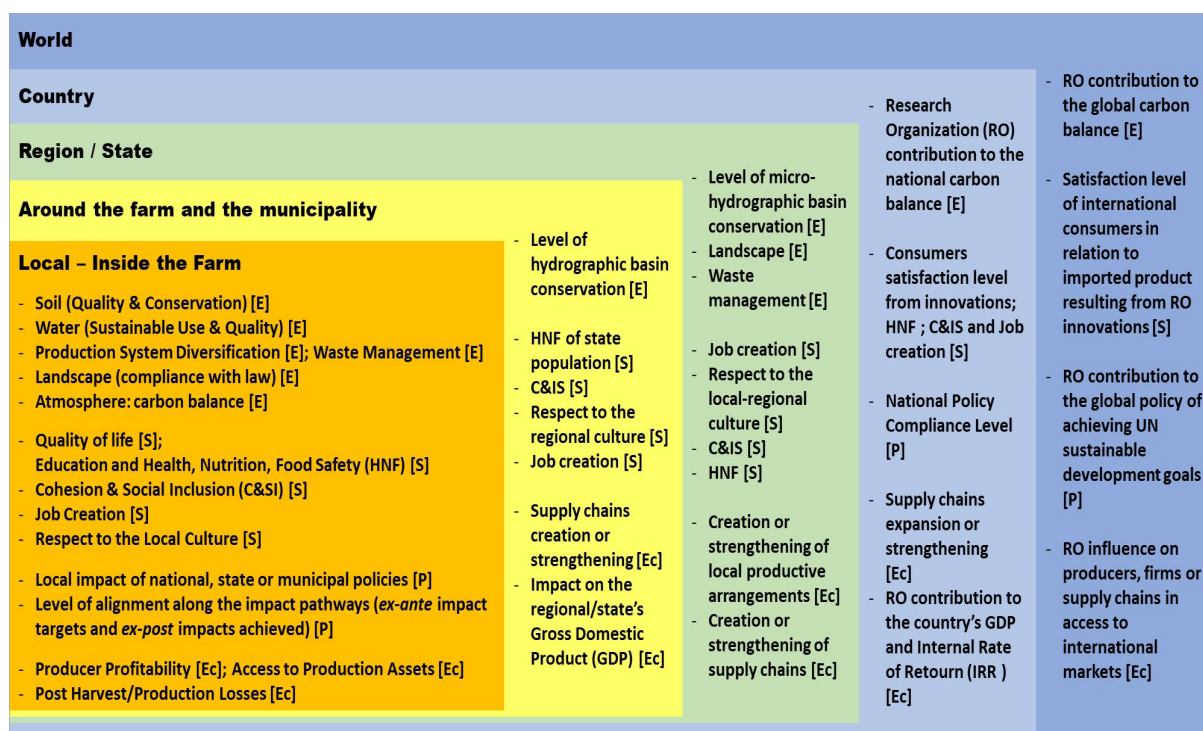 World
Country
Region / State
Around the farm and the municipality
Local – Inside the Farm
- Soil (Quality & Conservation) [E]
- Water (Sustainable Use & Quality) [E]
- Production System Diversification [E]; Waste Management [E]
- Landscape (compliance with law) [E]
- Atmosphere: carbon balance [E]
- Quality of life [S];
Education and Health, Nutrition, Food Safety (HNF) [S]
- Cohesion & Social Inclusion (C&SI) [S]
- Job Creation [S]
- Respect to the Local Culture [S]
- Local impact of national, state or municipal policies [P]
- Level of alignment along the impact pathways (ex-ante impact
targets and ex-post impacts achieved) [P]
- Producer Profitability [Ec]; Access to Production Assets [Ec]
- Post Harvest/Production Losses [Ec]
- Level of
hydrographic basin
conservation [E]
- HNF of state
population [S]
- C&IS [S]
- Respect to the
regional culture [S]
- Job creation [S]
- Supply chains
creation or
strengthening [Ec]
- Impact on the
regional/state's
Gross Domestic
Product (GDP) [Ec]
- Level of micro-
hydrographic basin
conservation [E]
- Landscape [E]
- Waste
management [E]
- Job creation [S]
- Respect to the
local-regional
culture [S]
- C&IS [S]
- HNF [S]
- Creation or
strengthening of
local productive
arrangements [Ec]
- Creation or
strengthening of
supply chains [Ec]
- Research
Organization (RO)
contribution to the
national carbon
balance [E]
- Consumers
satisfaction level
from innovations;
HNF ; C&IS and Job
creation [S]
- National Policy
Compliance Level
[P]
- Supply chains
expansion or
strengthening
[Ec]
- RO contribution to
the country's GDP
and Internal Rate
of Retourn (IRR )
[Ec]
- RO contribution to
the global carbon
balance [E]
- Satisfaction level
of international
consumers in
relation to
imported product
resulting from RO
innovations [S]
- RO contribution to
the global policy of
achieving UN
sustainable
development goals
[P]
- RO influence on
producers, firms or
supply chains in
access to
international
markets [Ec]